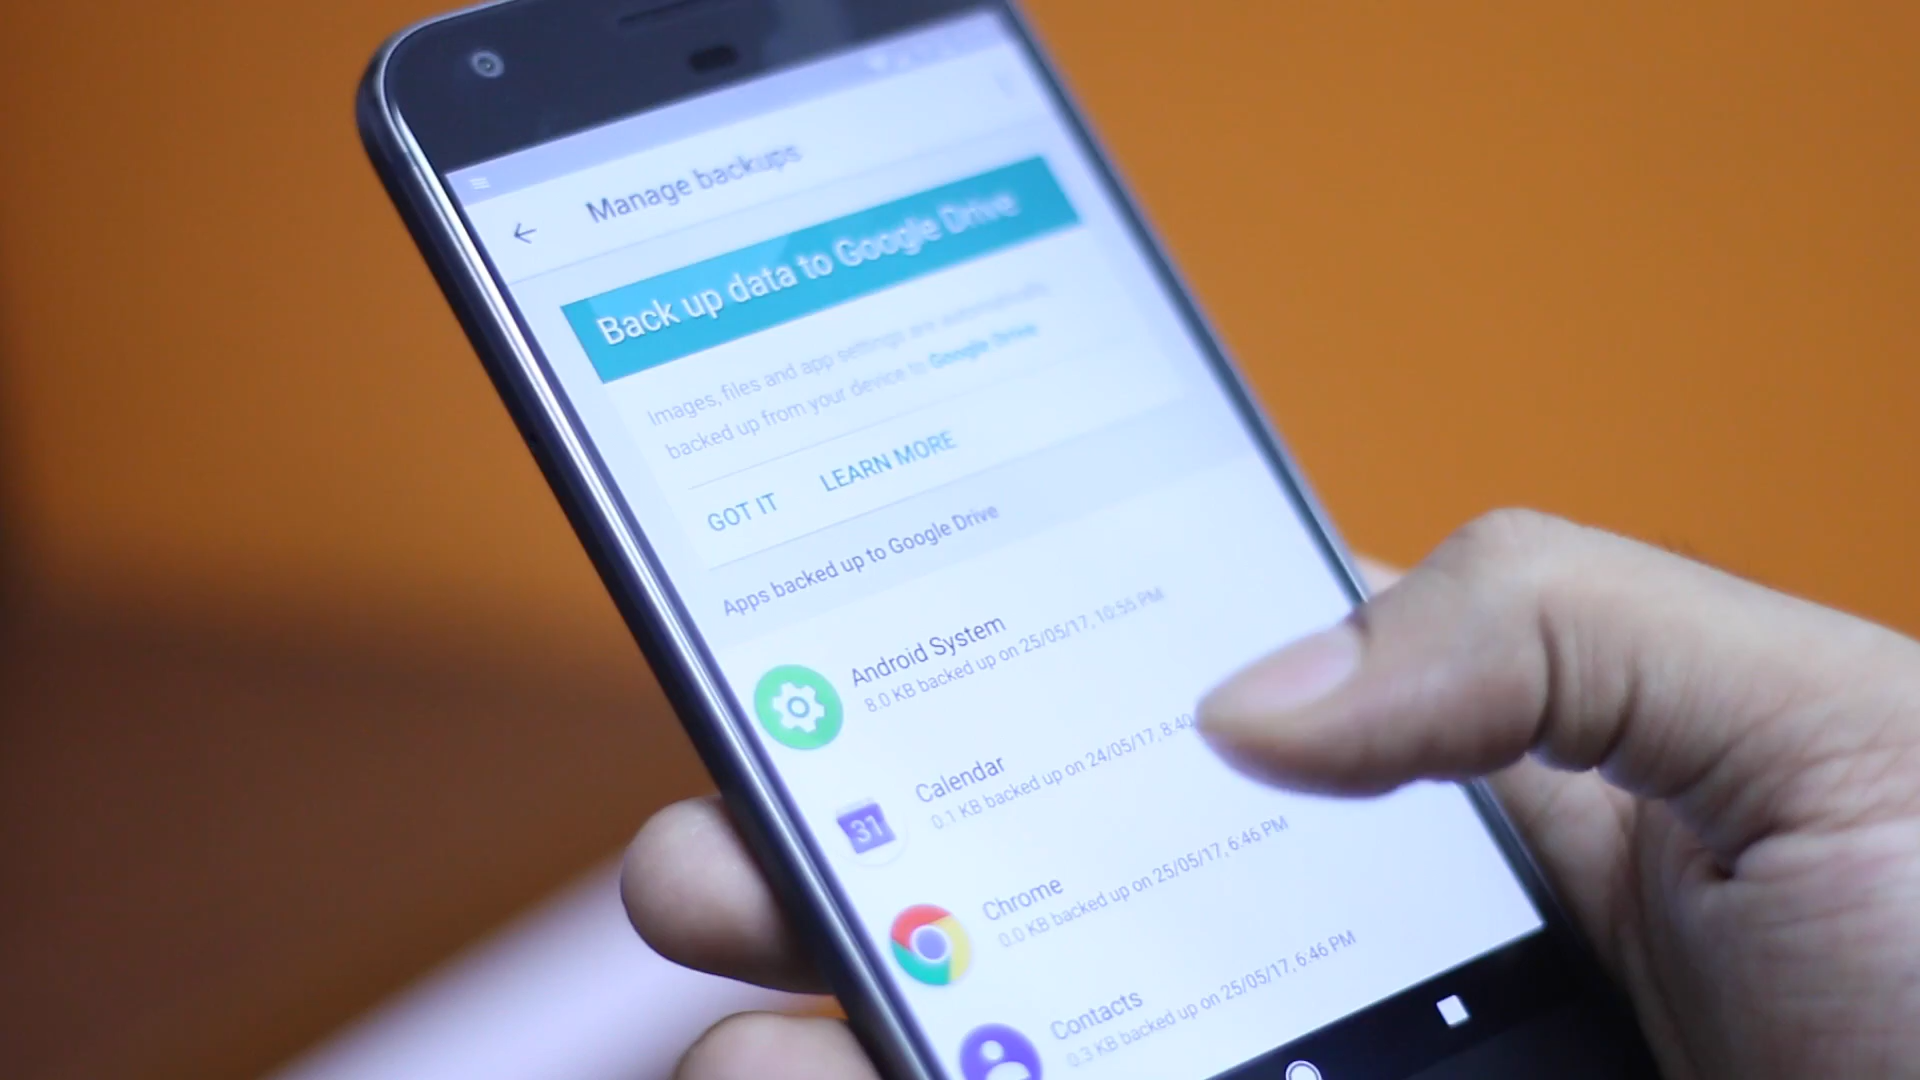 Manage backups
Back up data to Google Drive
Images, files and app settings are automatically
backed up from your device to Google Drive
GOT IT LEARN MORE
Apps backed up to Google Drive
Android System
8.0 KB backed up on 25/05/17, 10:55 PM
Calendar
0.1 KB backed up on 24/05/17, 8:40
31
Chrome
0.0 KB backed up on 25/05/17, 6:46 PM
Contacts
0.3 KB backed up on 25/05/17, 6:46 PM